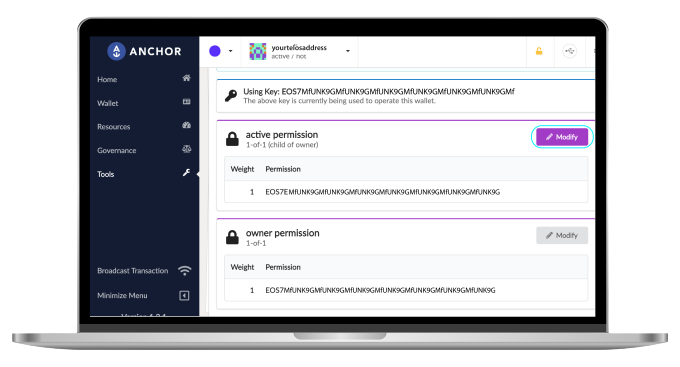 ANCHOR
yourtelosaddress
active / not
Home
Wallet
Resources
Governance
Tools
Broadcast Transaction
Minimize Menu
Using Key: EOS7MfUNK9GMfUNK9GMfUNK9GMfUNK9GMfUNK9GMfUNK9GMf
The above key is currently being used to operate this wallet.
active permission
1-of-1 (child of owner)
Modify
Weight Permission
1 EOS7EMfUNK9GMfUNK9GMfUNK9GMfUNK9GMfUNK9GMfUNK9G
owner permission
1-of-1
Modify
Weight Permission
1 EOS7MfUNK9GMfUNK9GMfUNK9GMfUNK9GMfUNK9GMfUNK9G